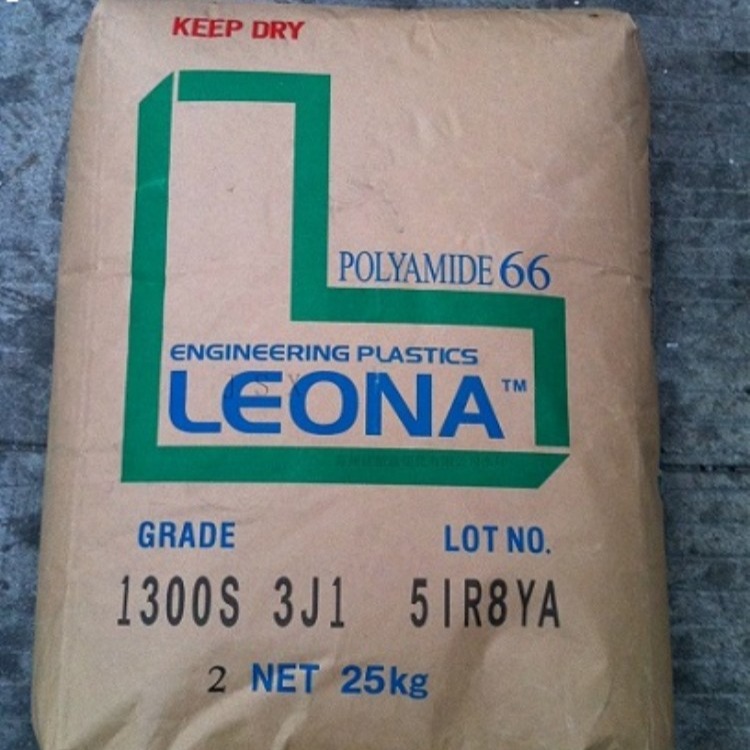 KEEP DRY
POLYAMIDE 66
ENGINEERING PLASTICS
LEONA™
GRADE LOT NO.
1300S 3J1 5IR8YA
2 NET 25kg